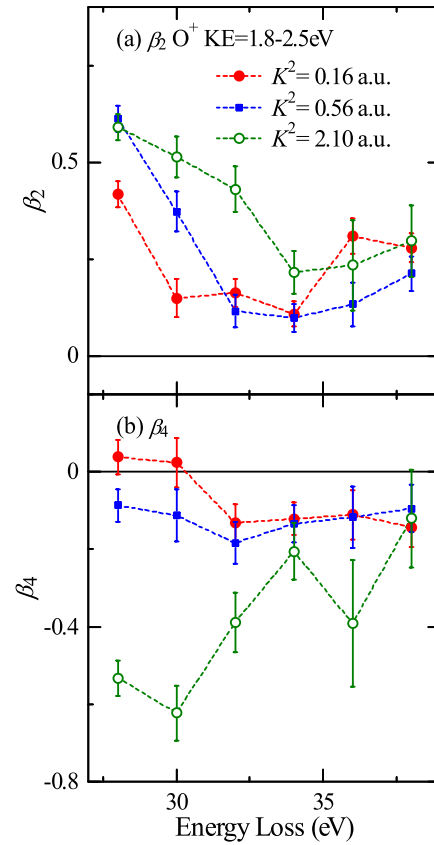 (a) β₂ O⁺ KE=1.8-2.5eV
K² = 0.16 a.u.
K² = 0.56 a.u.
K² = 2.10 a.u.
0.5
β₂
0
(b) β₄
0
-0.4
β₄
-0.8
30 35
Energy Loss (eV)